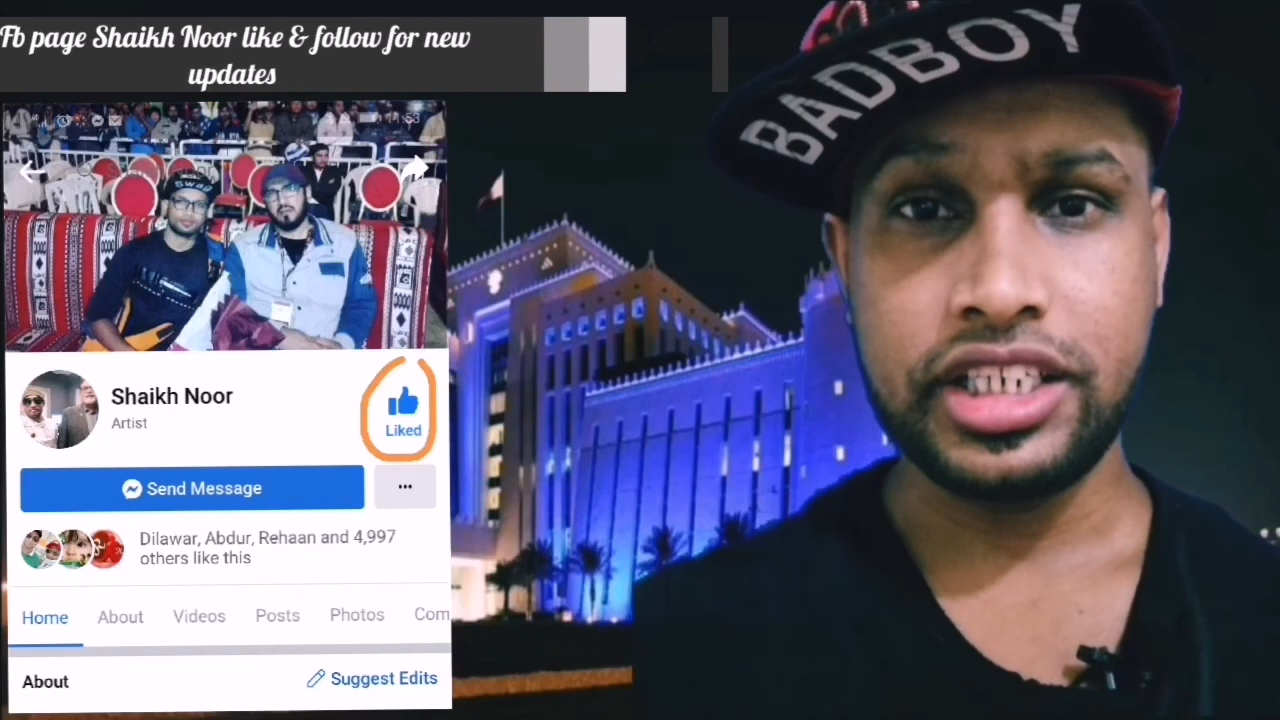 Fb page Shaikh Noor like & follow for new
updates
BADBOY
SWAG
Shaikh Noor
Artist
Liked
Send Message
Dilawar, Abdur, Rehaan and 4,997
others like this
Home About Videos Posts Photos Com
About
Suggest Edits